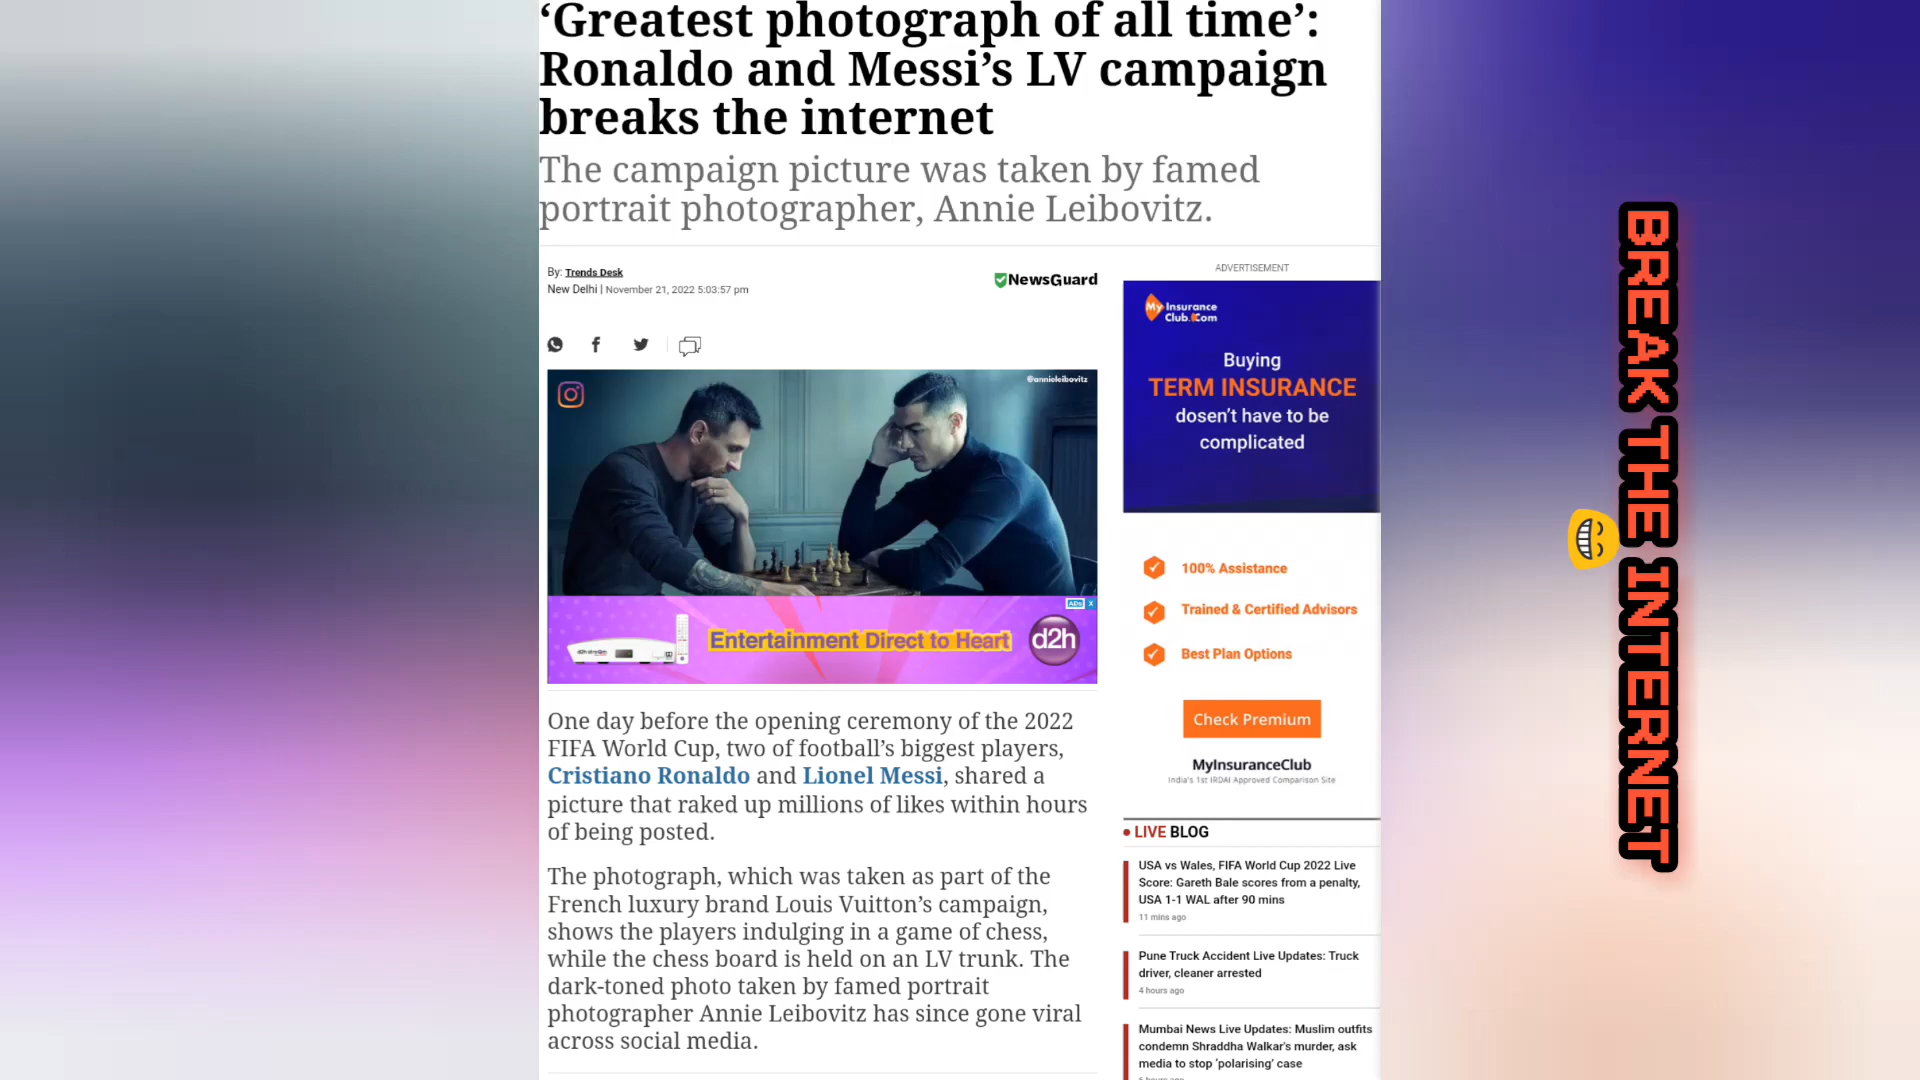 ‘Greatest photograph of all time’:
Ronaldo and Messi’s LV campaign
breaks the internet
The campaign picture was taken by famed
portrait photographer, Annie Leibovitz.
By: Trends Desk
New Delhi | November 21, 2022 5:03:57 pm
NewsGuard
@annieleibovitz
ADS X
Entertainment Direct to Heart
d2h
One day before the opening ceremony of the 2022
FIFA World Cup, two of football’s biggest players,
Cristiano Ronaldo and Lionel Messi, shared a
picture that raked up millions of likes within hours
of being posted.
The photograph, which was taken as part of the
French luxury brand Louis Vuitton’s campaign,
shows the players indulging in a game of chess,
while the chess board is held on an LV trunk. The
dark-toned photo taken by famed portrait
photographer Annie Leibovitz has since gone viral
across social media.
ADVERTISEMENT
My Insurance
Club.Com
Buying
TERM INSURANCE
dosen’t have to be
complicated
100% Assistance
Trained & Certified Advisors
Best Plan Options
Check Premium
MyInsuranceClub
India's 1st IRDAI Approved Comparison Site
LIVE BLOG
USA vs Wales, FIFA World Cup 2022 Live
Score: Gareth Bale scores from a penalty,
USA 1-1 WAL after 90 mins
11 mins ago
Pune Truck Accident Live Updates: Truck
driver, cleaner arrested
4 hours ago
Mumbai News Live Updates: Muslim outfits
condemn Shraddha Walkar's murder, ask
media to stop ‘polarising’ case
BREAK THE INTERNET